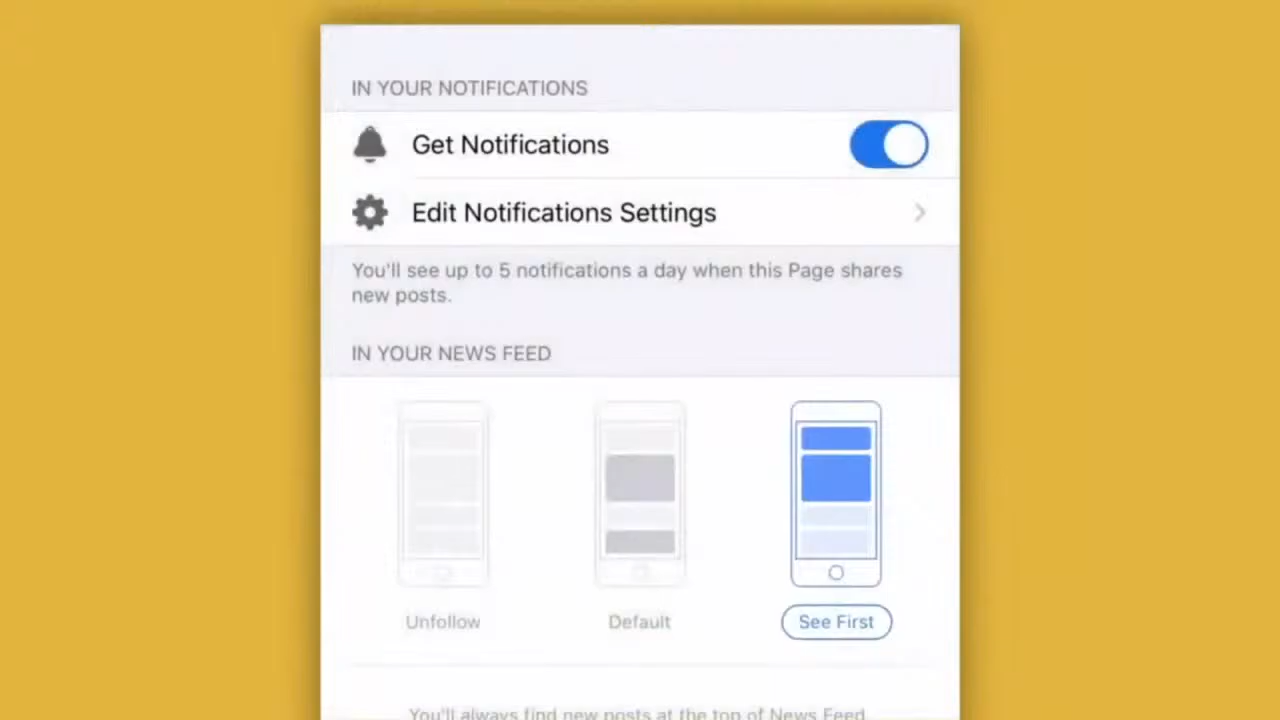 IN YOUR NOTIFICATIONS
Get Notifications
Edit Notifications Settings
You'll see up to 5 notifications a day when this Page shares
new posts.
IN YOUR NEWS FEED
Unfollow
Default
See First
You'll always find new posts at the top of News Feed